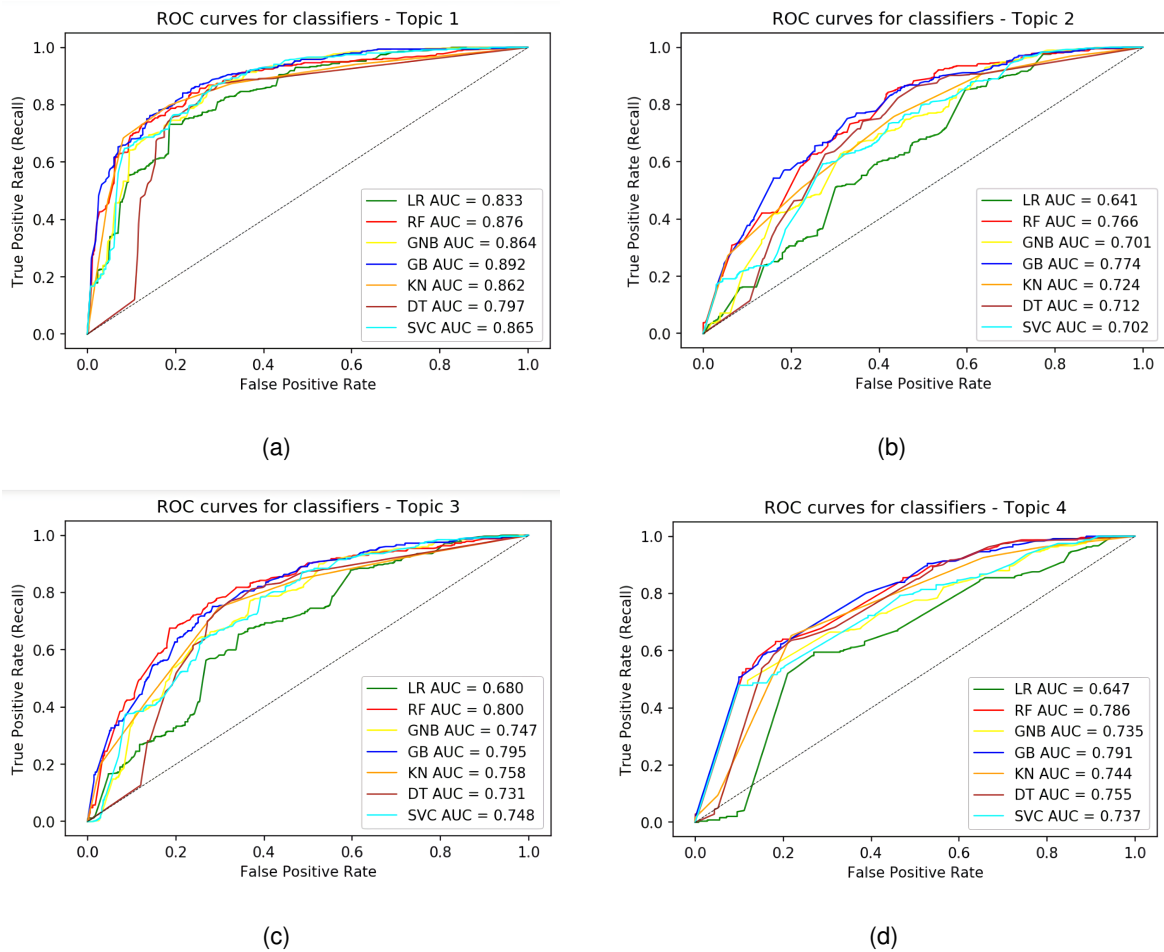 ROC curves for classifiers - Topic 1
True Positive Rate (Recall)
1.0
0.8
0.6
0.4
0.2
0.0
LR AUC = 0.833
RF AUC = 0.876
GNB AUC = 0.864
GB AUC = 0.892
KN AUC = 0.862
DT AUC = 0.797
SVC AUC = 0.865
0.0 0.2 0.4 0.6 0.8 1.0
False Positive Rate
(a)
ROC curves for classifiers - Topic 2
True Positive Rate (Recall)
1.0
0.8
0.6
0.4
0.2
0.0
LR AUC = 0.641
RF AUC = 0.766
GNB AUC = 0.701
GB AUC = 0.774
KN AUC = 0.724
DT AUC = 0.712
SVC AUC = 0.702
0.0 0.2 0.4 0.6 0.8 1.0
False Positive Rate
(b)
ROC curves for classifiers - Topic 3
True Positive Rate (Recall)
1.0
0.8
0.6
0.4
0.2
0.0
LR AUC = 0.680
RF AUC = 0.800
GNB AUC = 0.747
GB AUC = 0.795
KN AUC = 0.758
DT AUC = 0.731
SVC AUC = 0.748
0.0 0.2 0.4 0.6 0.8 1.0
False Positive Rate
(c)
ROC curves for classifiers - Topic 4
True Positive Rate (Recall)
1.0
0.8
0.6
0.4
0.2
0.0
LR AUC = 0.647
RF AUC = 0.786
GNB AUC = 0.735
GB AUC = 0.791
KN AUC = 0.744
DT AUC = 0.755
SVC AUC = 0.737
0.0 0.2 0.4 0.6 0.8 1.0
False Positive Rate
(d)